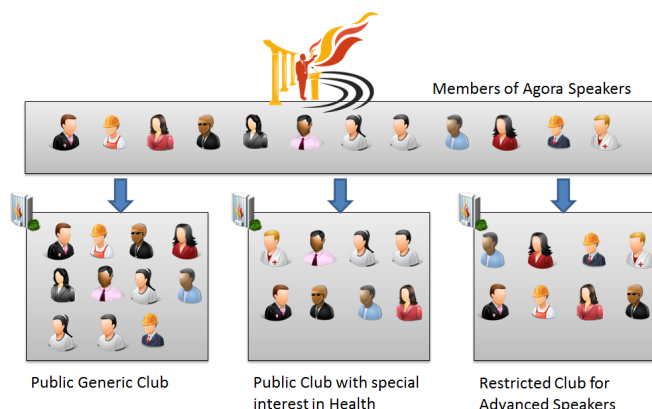 Members of Agora Speakers
Public Generic Club
Public Club with special
interest in Health
Restricted Club for
Advanced Speakers